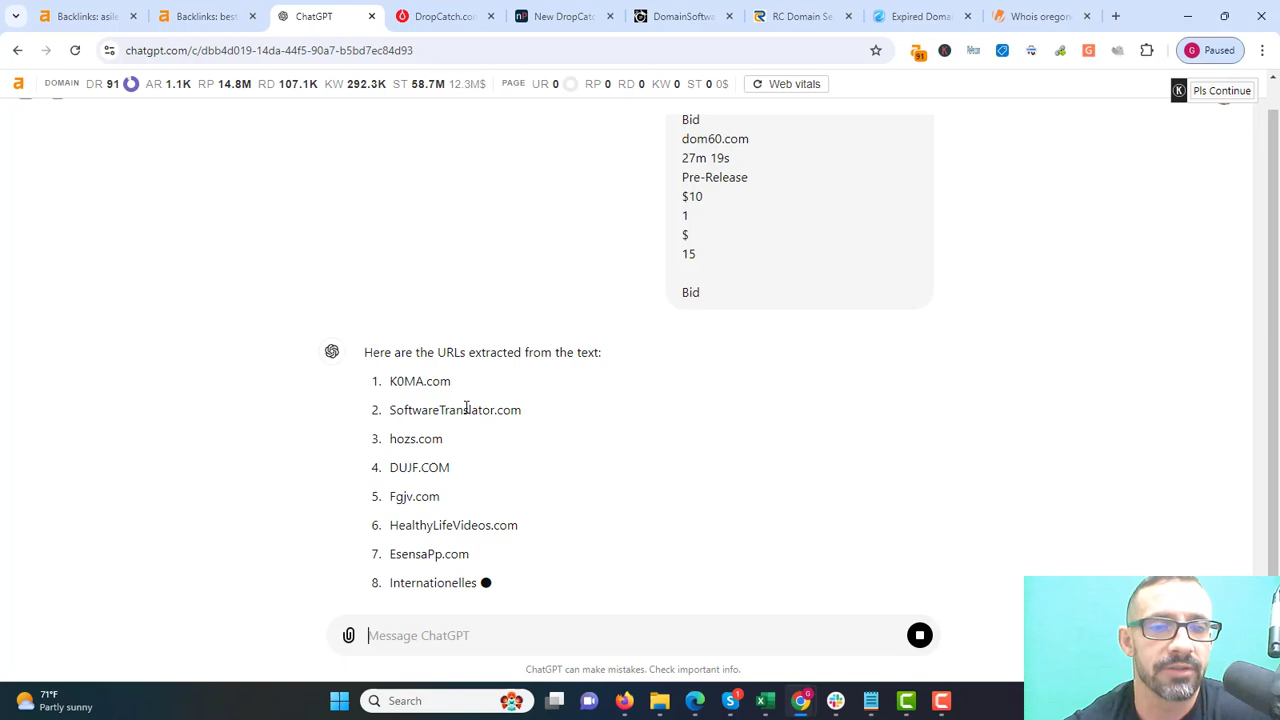 Backlinks: asile
Backlinks: best
ChatGPT
DropCatch.com
New DropCatc
DomainSoftwa
RC Domain Se
Expired Doma
Whois oregon
chatgpt.com/c/dbb4d019-14da-44f5-90a7-b5bd7ec84d93
91
G Paused
DOMAIN DR 91 AR 1.1K RP 14.8M RD 107.1K KW 292.3K ST 58.7M 12.3M$ PAGE UR 0 RP 0 RD 0 KW 0 ST 0 0$ Web vitals
K Pls Continue
Bid
dom60.com
27m 19s
Pre-Release
$10
1
$
15
Bid
Here are the URLs extracted from the text:
1. K0MA.com
2. SoftwareTranslator.com
3. hozs.com
4. DUJF.COM
5. Fgjv.com
6. HealthyLifeVideos.com
7. EsensaPp.com
8. Internationelles
Message ChatGPT
ChatGPT can make mistakes. Check important info.
71°F
Partly sunny
Search